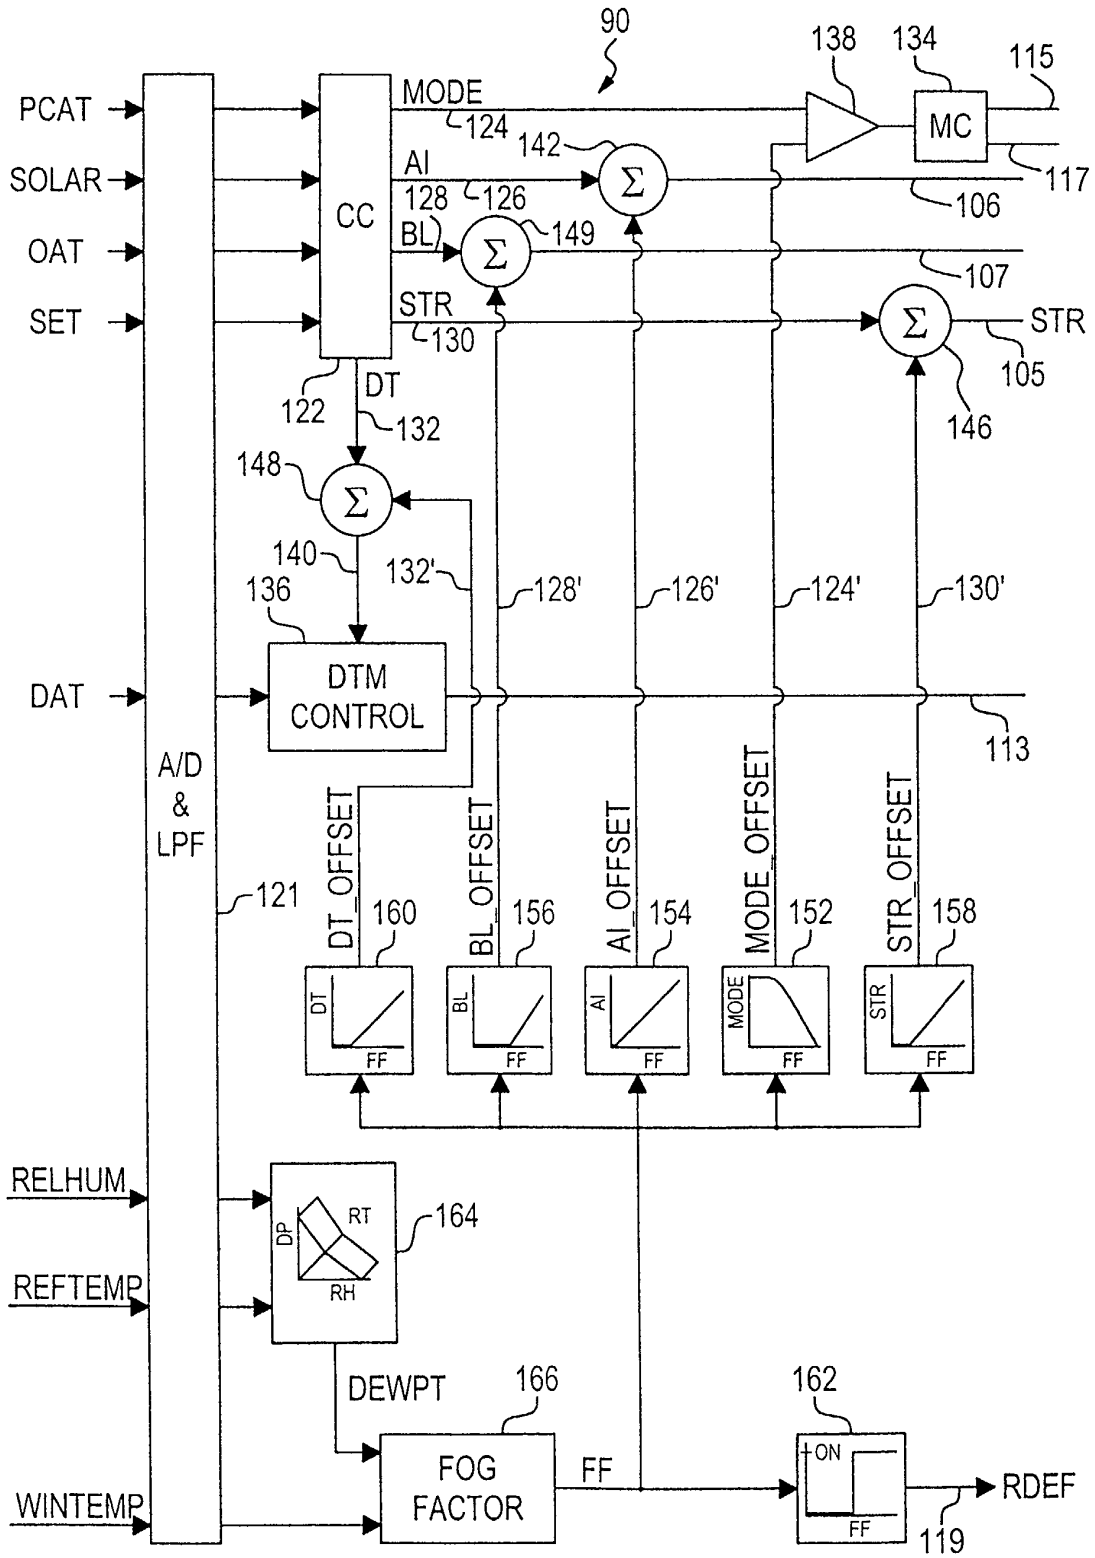 90
138
134
115
PCAT
MODE
124
142
MC
117
SOLAR
AI
126
Σ
106
CC
128
OAT
BL
149
Σ
107
SET
STR
130
Σ
STR
105
122
DT
132
146
148
Σ
140
132'
128'
126'
124'
130'
136
DAT
DTM
CONTROL
113
A/D
&
LPF
121
DT_OFFSET
BL_OFFSET
AI_OFFSET
MODE_OFFSET
STR_OFFSET
160
156
154
152
158
DT
FF
BL
FF
AI
FF
MODE
FF
STR
FF
RELHUM
DP
RT
RH
164
REFTEMP
DEWPT
166
162
FOG
FACTOR
FF
ON
FF
RDEF
119
WINTEMP